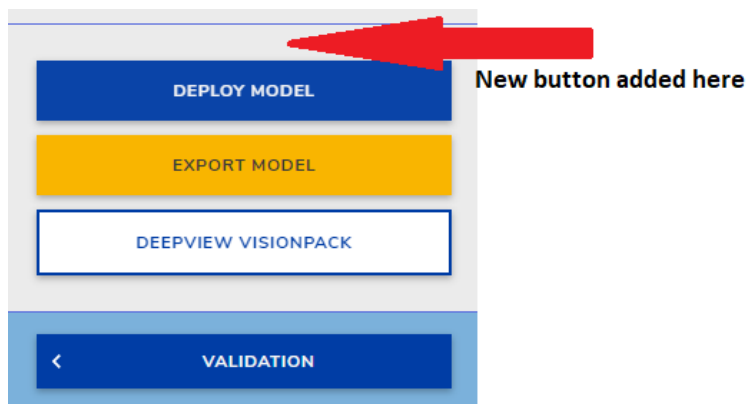 New button added here
DEPLOY MODEL
EXPORT MODEL
DEEPVIEW VISIONPACK
VALIDATION